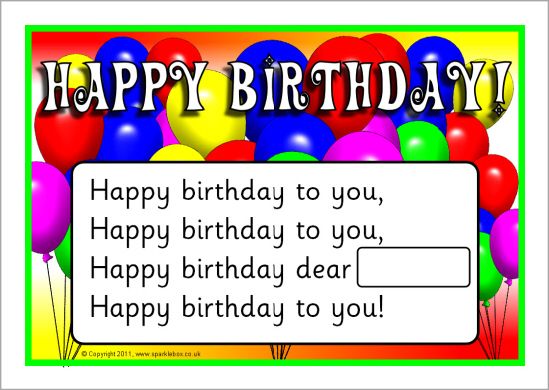 HAPPY BIRTHDAY!
Happy birthday to you,
Happy birthday to you,
Happy birthday dear
Happy birthday to you!
© Copyright 2011, www.sparklebox.co.uk